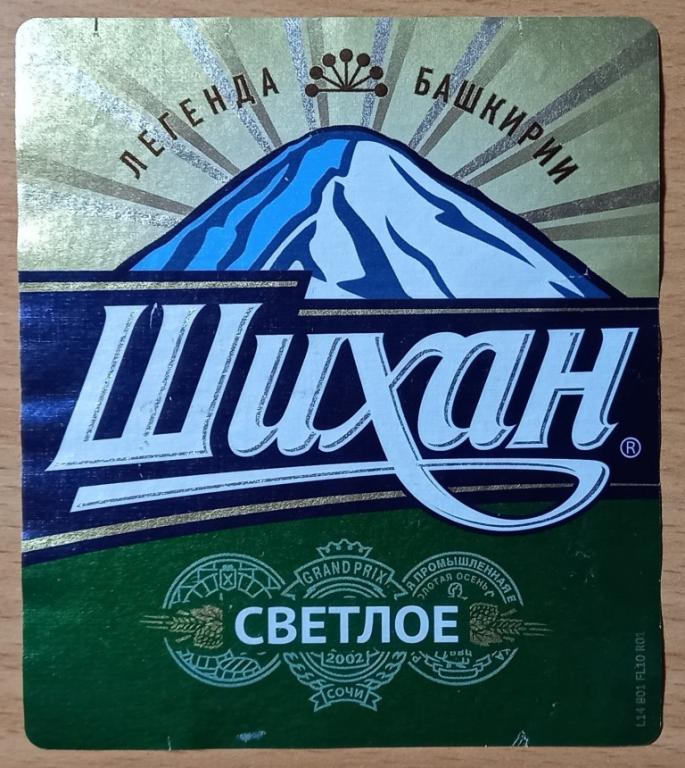 ЛЕГЕНДА БАШКИРИИ
Шихан
®
GRAND PRIX
Я ПРОМЫШЛЕННАЯ
ЗОЛОТАЯ ОСЕНЬ
СВЕТЛОЕ
2002
СОЧИ
L14 B01 FL10 R01